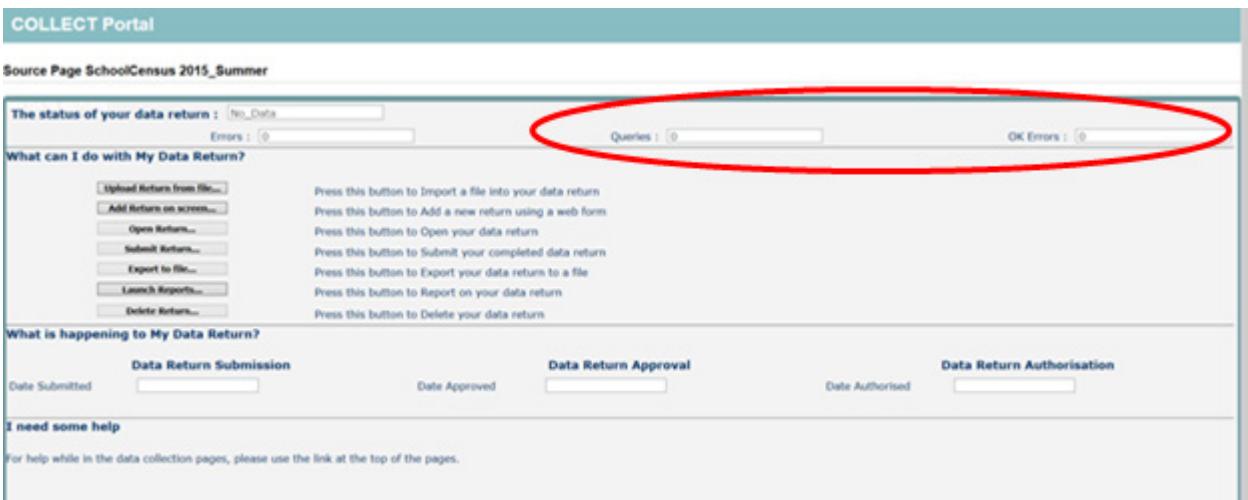 COLLECT Portal
Source Page SchoolCensus 2015_Summer
The status of your data return : No_Data
Errors : 0 Queries : 0 OK Errors : 0
What can I do with My Data Return?
Upload Return from file... Press this button to Import a file into your data return
Add Return on screen... Press this button to Add a new return using a web form
Open Return... Press this button to Open your data return
Submit Return... Press this button to Submit your completed data return
Export to file... Press this button to Export your data return to a file
Launch Reports... Press this button to Report on your data return
Delete Return... Press this button to Delete your data return
What is happening to My Data Return?
Data Return Submission Data Return Approval Data Return Authorisation
Date Submitted Date Approved Date Authorised
I need some help
For help while in the data collection pages, please use the link at the top of the pages.